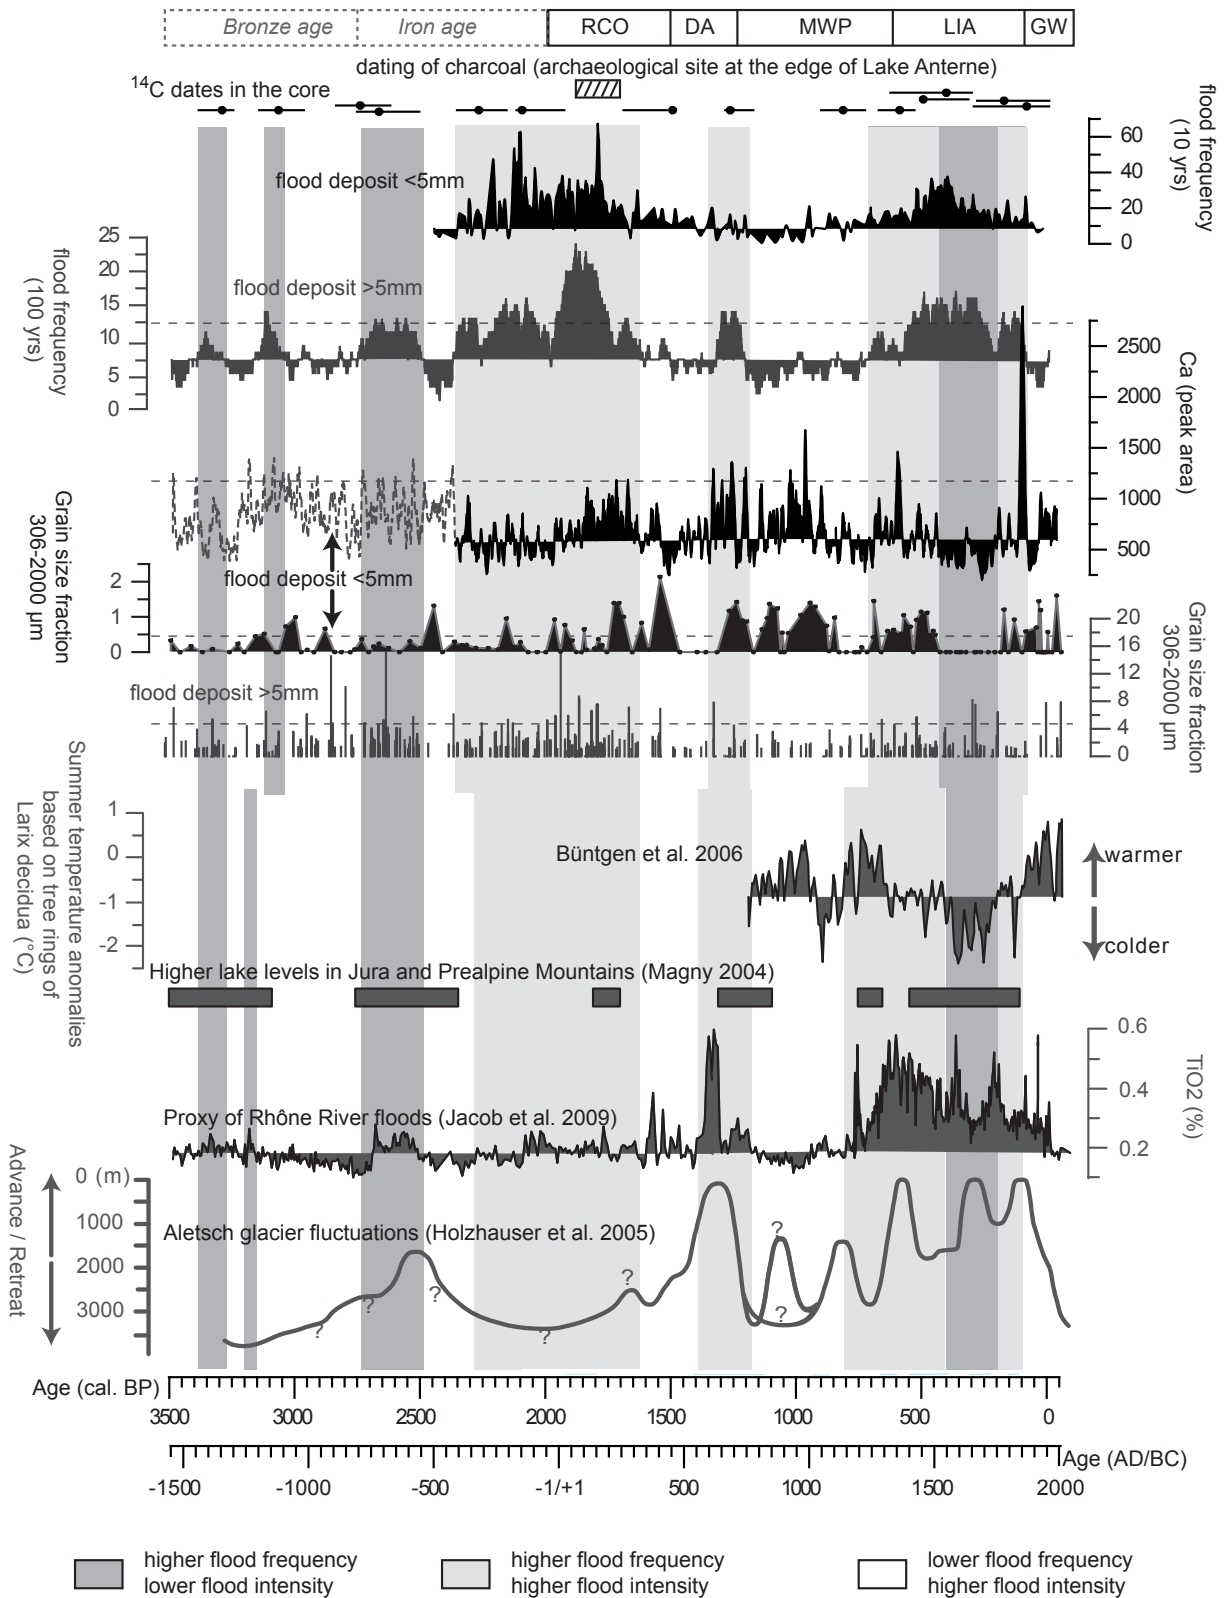 Bronze age
Iron age
RCO
DA
MWP
LIA
GW
dating of charcoal (archaeological site at the edge of Lake Anterne)
14C dates in the core
flood frequency
(10 yrs)
60
40
20
0
flood deposit <5mm
flood frequency
(100 yrs)
25
20
15
10
5
0
flood deposit >5mm
Ca (peak area)
2500
2000
1500
1000
500
Grain size fraction
306-2000 µm
2
1
0
flood deposit <5mm
Grain size fraction
306-2000 µm
20
16
12
8
4
0
flood deposit >5mm
Summer temperature anomalies
based on tree rings of
Larix decidua (°C)
1
0
-1
-2
Büntgen et al. 2006
warmer
colder
Higher lake levels in Jura and Prealpine Mountains (Magny 2004)
TiO2 (%)
0.6
0.4
0.2
Proxy of Rhône River floods (Jacob et al. 2009)
Advance / Retreat
0 (m)
1000
2000
3000
Aletsch glacier fluctuations (Holzhauser et al. 2005)
?
?
?
?
?
?
?
Age (cal. BP)
3500
3000
2500
2000
1500
1000
500
0
Age (AD/BC)
-1500
-1000
-500
-1/+1
500
1000
1500
2000
higher flood frequency
lower flood intensity
higher flood frequency
higher flood intensity
lower flood frequency
higher flood intensity